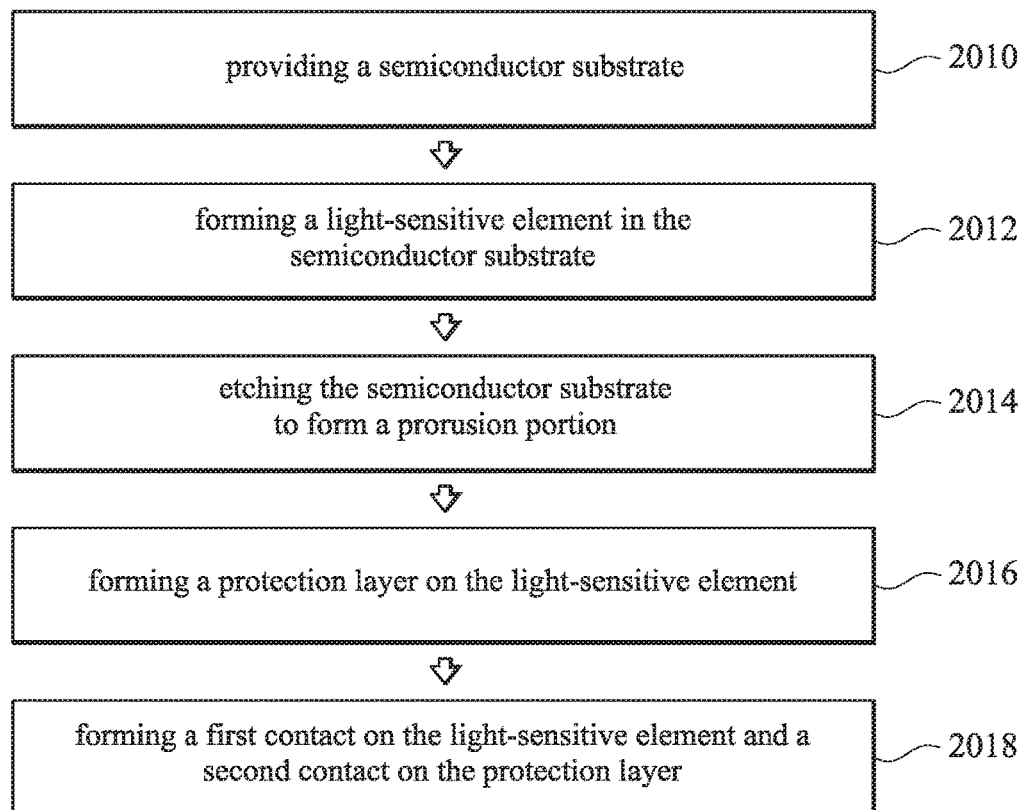 providing a semiconductor substrate
2010
forming a light-sensitive element in the
semiconductor substrate
2012
etching the semiconductor substrate
to form a prorusion portion
2014
forming a protection layer on the light-sensitive element
2016
forming a first contact on the light-sensitive element and a
second contact on the protection layer
2018